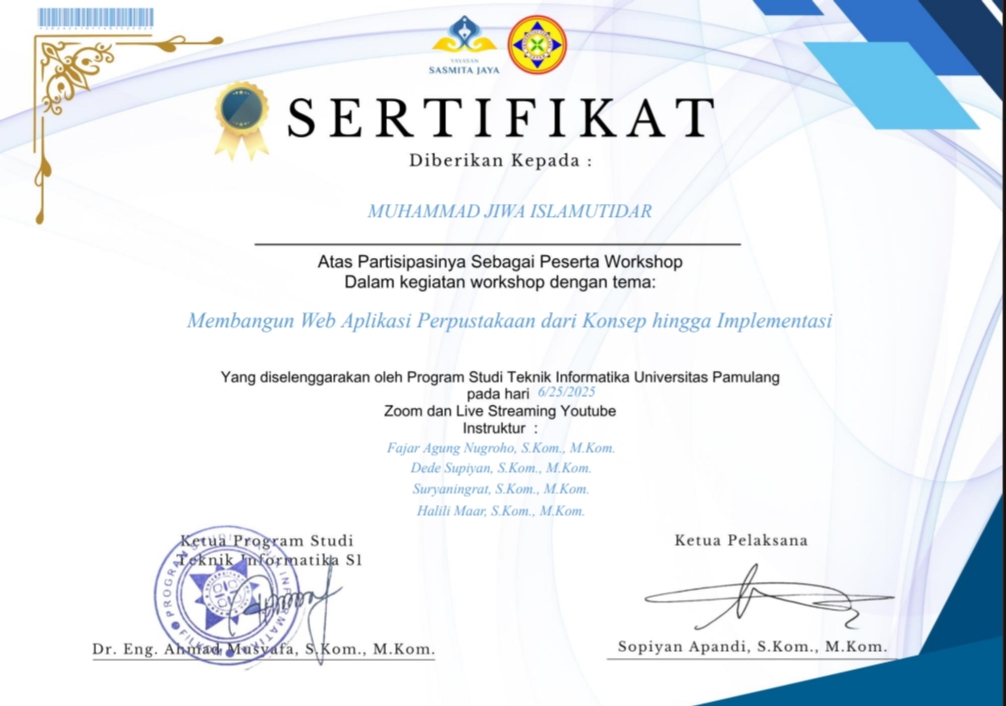 YAYASAN
SASMITA JAYA
SERTIFIKAT
Diberikan Kepada :
MUHAMMAD JIWA ISLAMUTIDAR
Atas Partisipasinya Sebagai Peserta Workshop
Dalam kegiatan workshop dengan tema:
Membangun Web Aplikasi Perpustakaan dari Konsep hingga Implementasi
Yang diselenggarakan oleh Program Studi Teknik Informatika Universitas Pamulang
pada hari 6/25/2025
Zoom dan Live Streaming Youtube
Instruktur :
Fajar Agung Nugroho, S.Kom., M.Kom.
Dede Supiyan, S.Kom., M.Kom.
Suryaningrat, S.Kom., M.Kom.
Halili Maar, S.Kom., M.Kom.
Ketua Program Studi
Teknik Informatika S1
Dr. Eng. Ahmad Musyafa, S.Kom., M.Kom.
Ketua Pelaksana
Sopiyan Apandi, S.Kom., M.Kom.